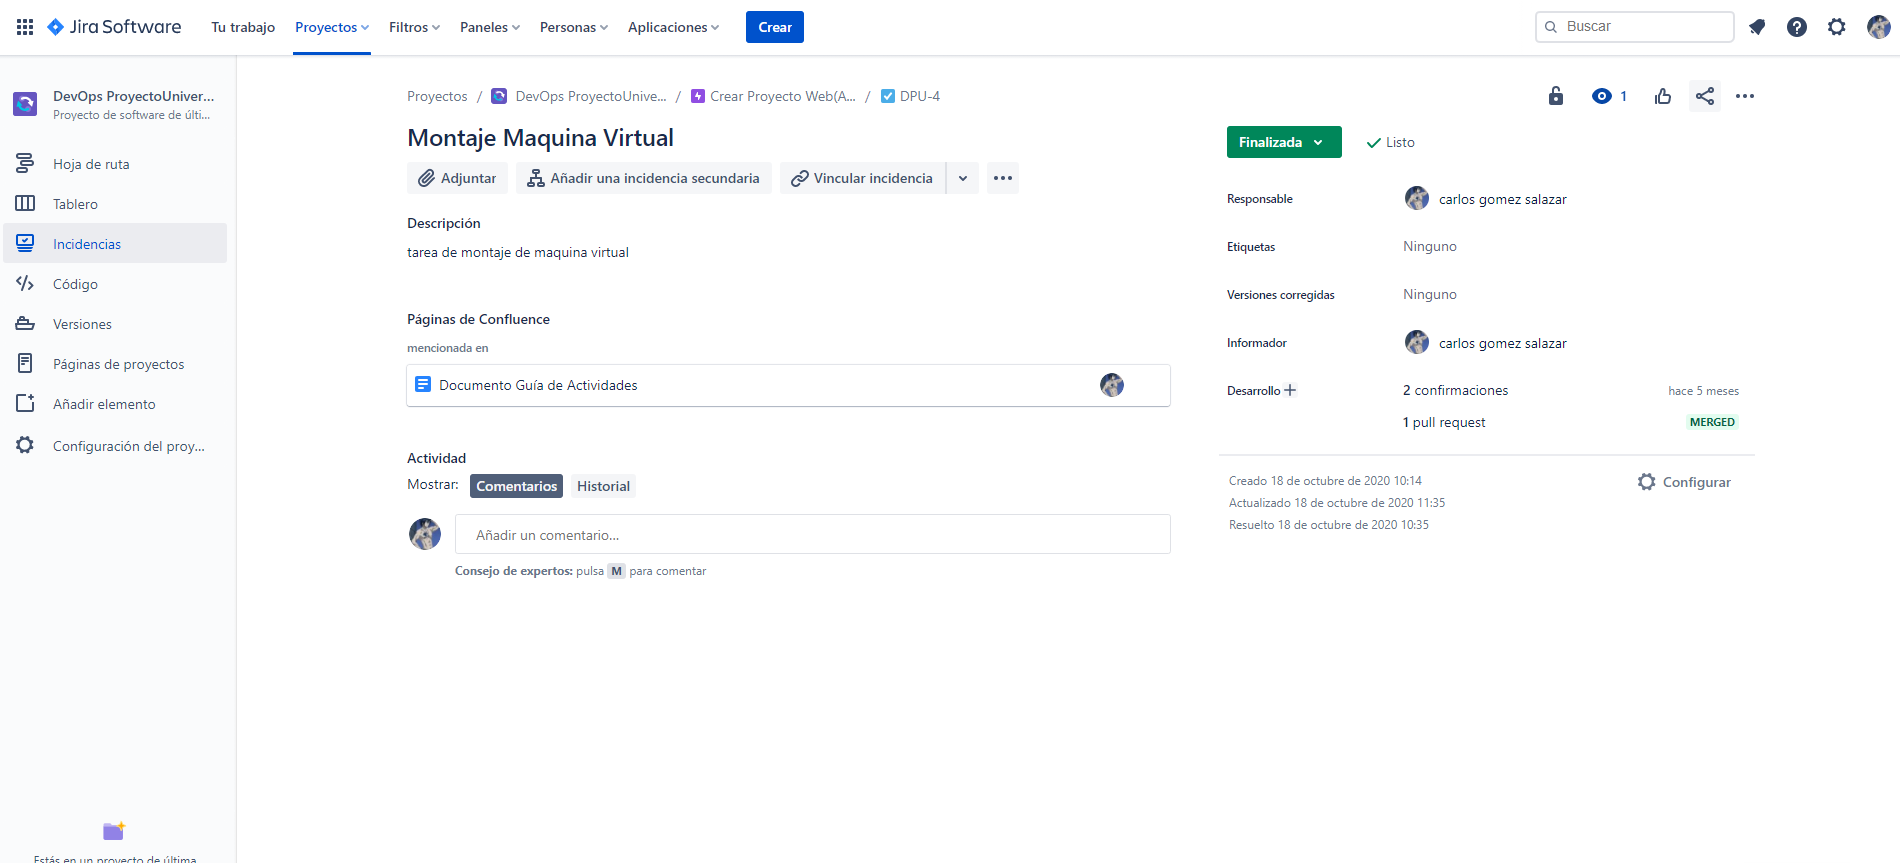 Jira Software
Tu trabajo
Proyectos
Filtros
Paneles
Personas
Aplicaciones
Crear
Buscar
DevOps ProyectoUniver...
Proyecto de software de últi...
Hoja de ruta
Tablero
Incidencias
Código
Versiones
Páginas de proyectos
Añadir elemento
Configuración del proy...
Estás en un proyecto de última
Proyectos / DevOps ProyectoUnive... / Crear Proyecto Web(A... / DPU-4
1
Montaje Maquina Virtual
Adjuntar
Añadir una incidencia secundaria
Vincular incidencia
Descripción
tarea de montaje de maquina virtual
Páginas de Confluence
mencionada en
Documento Guía de Actividades
Actividad
Mostrar: Comentarios Historial
Añadir un comentario...
Consejo de expertos: pulsa M para comentar
Finalizada
Listo
Responsable carlos gomez salazar
Etiquetas Ninguno
Versiones corregidas Ninguno
Informador carlos gomez salazar
Desarrollo 2 confirmaciones hace 5 meses
1 pull request MERGED
Creado 18 de octubre de 2020 10:14
Configurar
Actualizado 18 de octubre de 2020 11:35
Resuelto 18 de octubre de 2020 10:35